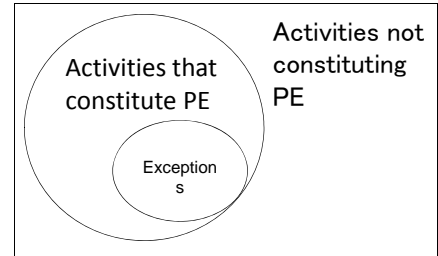 Activities that
constitute PE
Exception
s
Activities not
constituting
PE